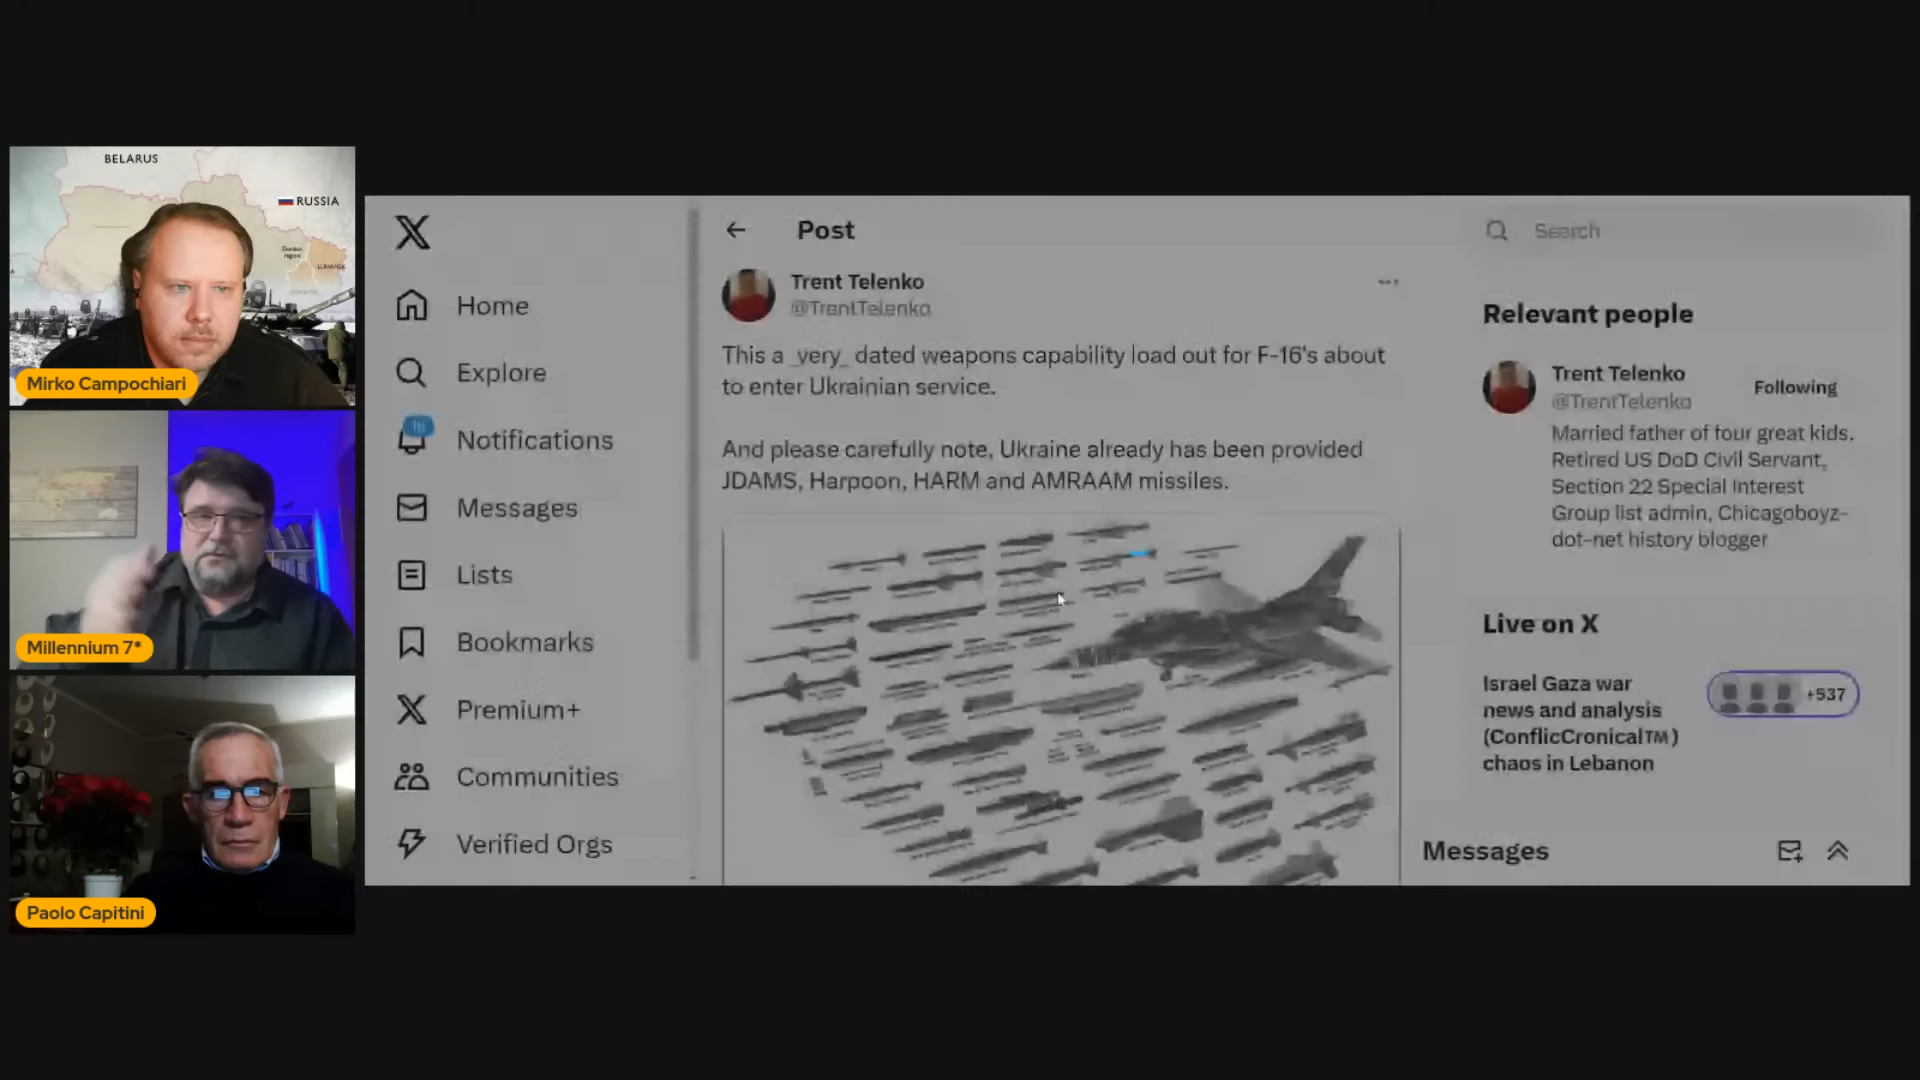 BELARUS
RUSSIA
Donbas
region
LUHANSK
Mirko Campochiari
Millennium 7*
Paolo Capitini
Home
Explore
Notifications
Messages
Lists
Bookmarks
Premium+
Communities
Verified Orgs
Post
Trent Telenko
@TrentTelenko
This a _very_ dated weapons capability load out for F-16's about
to enter Ukrainian service.
And please carefully note, Ukraine already has been provided
JDAMS, Harpoon, HARM and AMRAAM missiles.
Search
Relevant people
Trent Telenko
@TrentTelenko
Following
Married father of four great kids.
Retired US DoD Civil Servant,
Section 22 Special Interest
Group list admin, Chicagoboyz-
dot-net history blogger
Live on X
Israel Gaza war
news and analysis
(ConflicCronical™)
chaos in Lebanon
+537
Messages